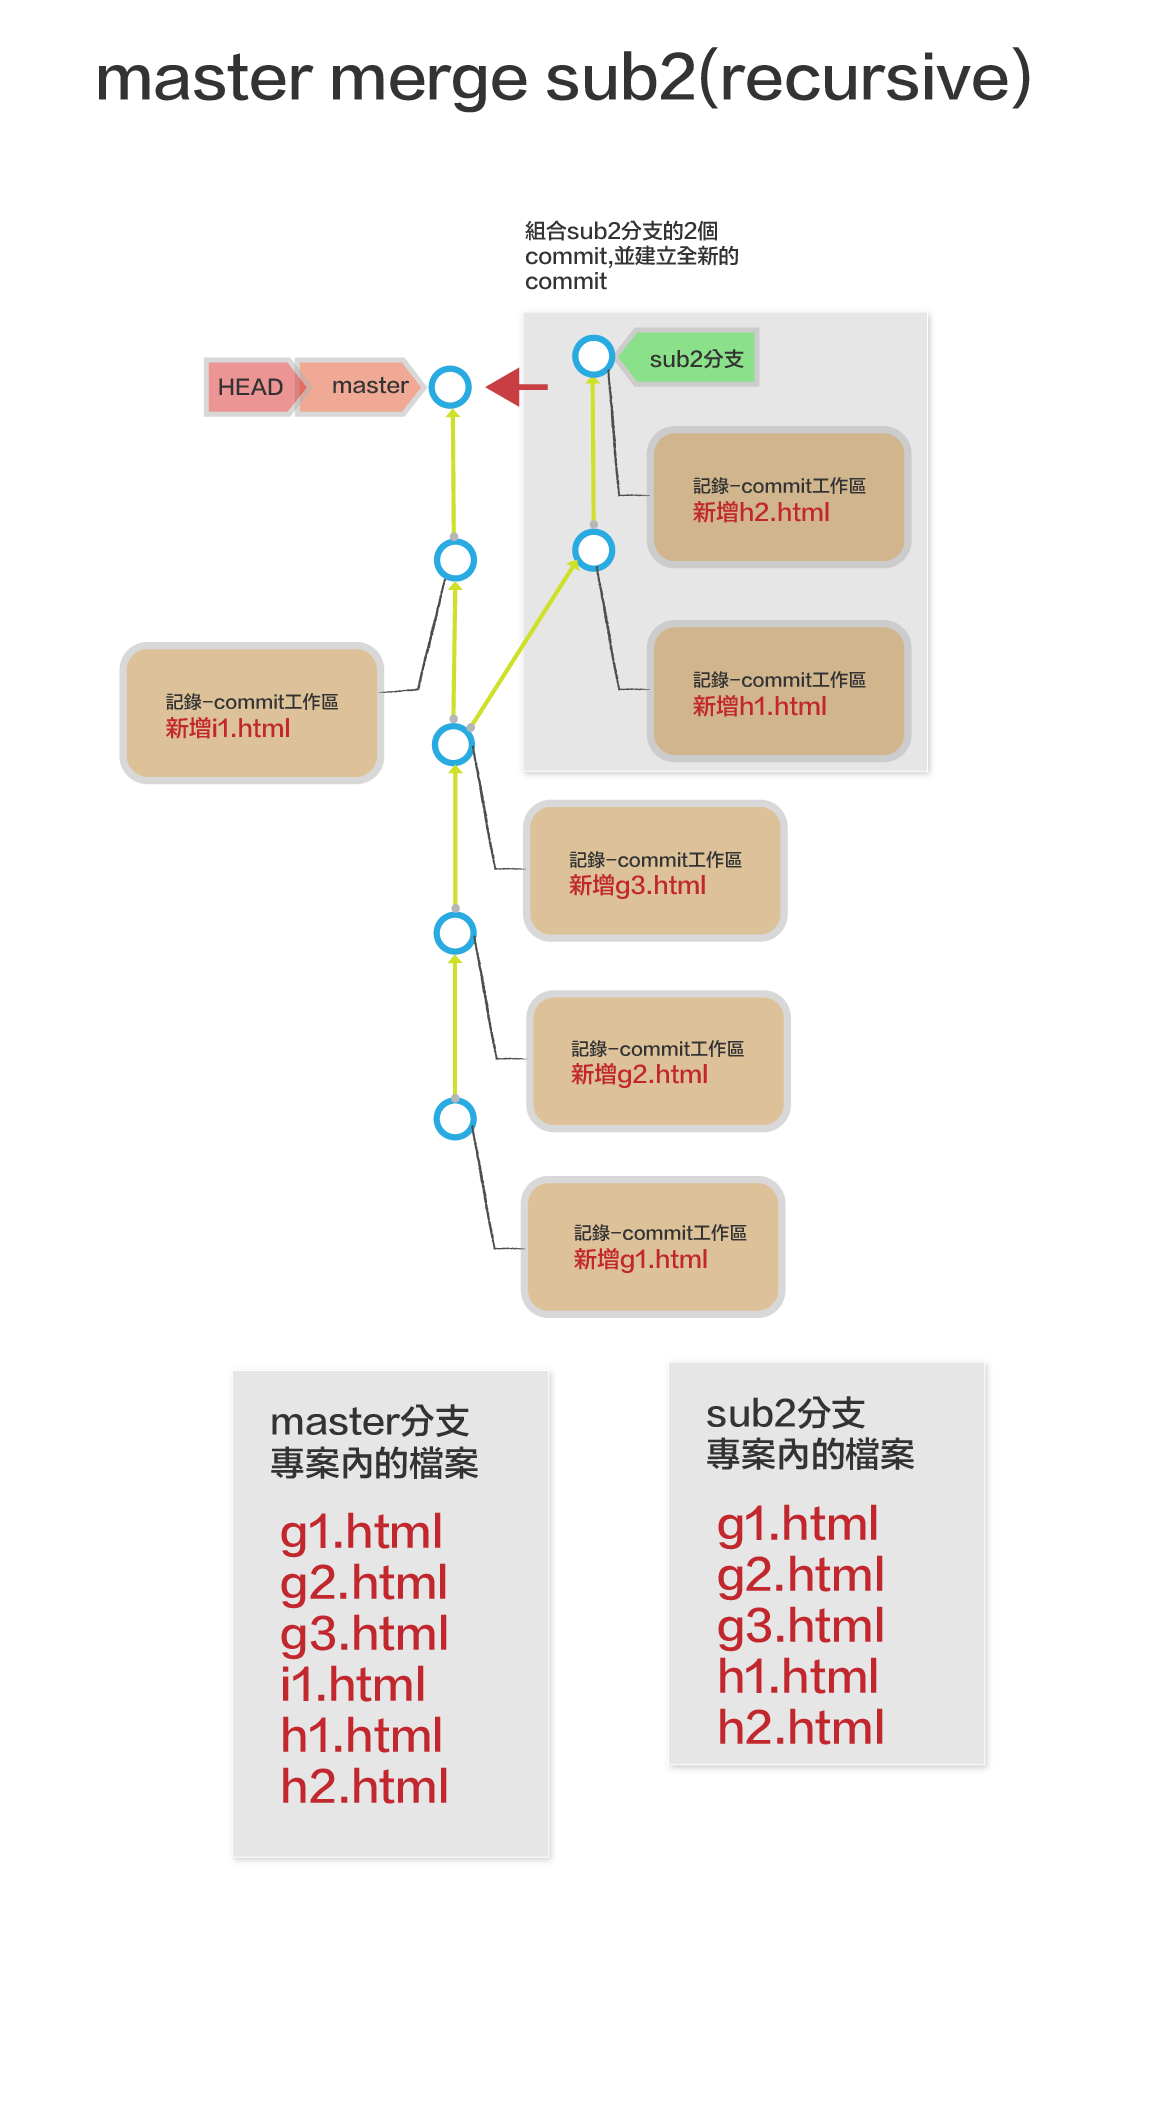 master merge sub2(recursive)
組合sub2分支的2個
commit,並建立全新的
commit
HEAD
master
sub2分支
記錄-commit工作區
新增h2.html
記錄-commit工作區
新增h1.html
記錄-commit工作區
新增i1.html
記錄-commit工作區
新增g3.html
記錄-commit工作區
新增g2.html
記錄-commit工作區
新增g1.html
master分支
專案內的檔案
g1.html
g2.html
g3.html
i1.html
h1.html
h2.html
sub2分支
專案內的檔案
g1.html
g2.html
g3.html
h1.html
h2.html